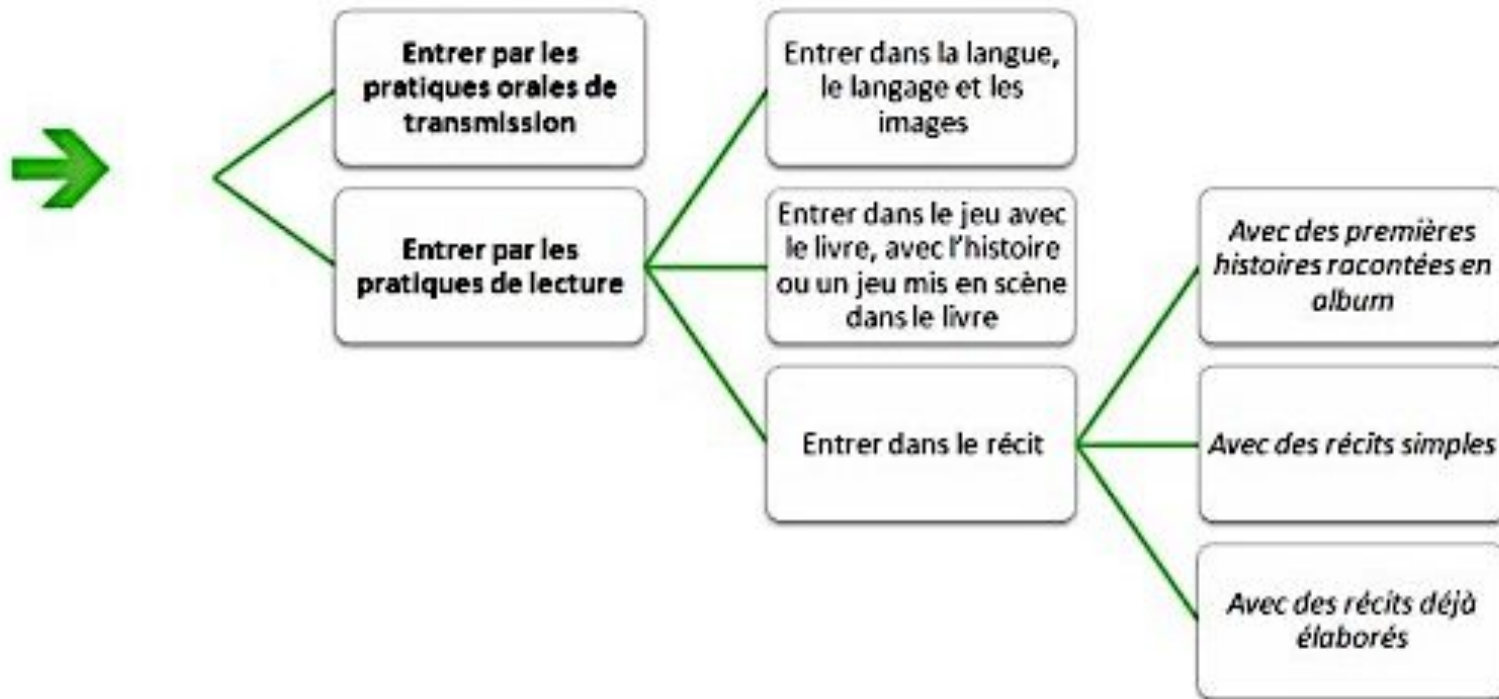 Entrer par les
pratiques orales de
transmission
Entrer par les
pratiques de lecture
Entrer dans la langue,
le langage et les
images
Entrer dans le jeu avec
le livre, avec l'histoire
ou un jeu mis en scène
dans le livre
Entrer dans le récit
Avec des premières
histoires racontées en
album
Avec des récits simples
Avec des récits déjà
élaborés